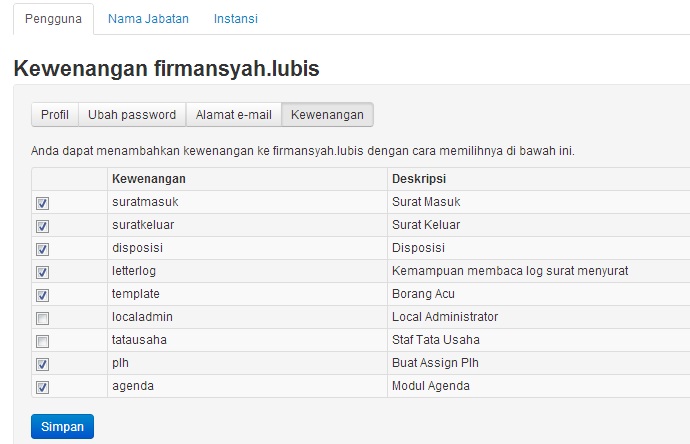 Pengguna Nama Jabatan Instansi
Kewenangan firmansyah.lubis
Profil Ubah password Alamat e-mail Kewenangan
Anda dapat menambahkan kewenangan ke firmansyah.lubis dengan cara memilihnya di bawah ini.
Kewenangan Deskripsi
suratmasuk Surat Masuk
suratkeluar Surat Keluar
disposisi Disposisi
letterlog Kemampuan membaca log surat menyurat
template Borang Acu
localadmin Local Administrator
tatausaha Staf Tata Usaha
plh Buat Assign Plh
agenda Modul Agenda
Simpan